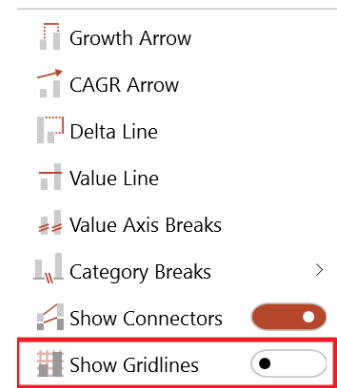 Growth Arrow
CAGR Arrow
Delta Line
Value Line
Value Axis Breaks
Category Breaks
Show Connectors
Show Gridlines